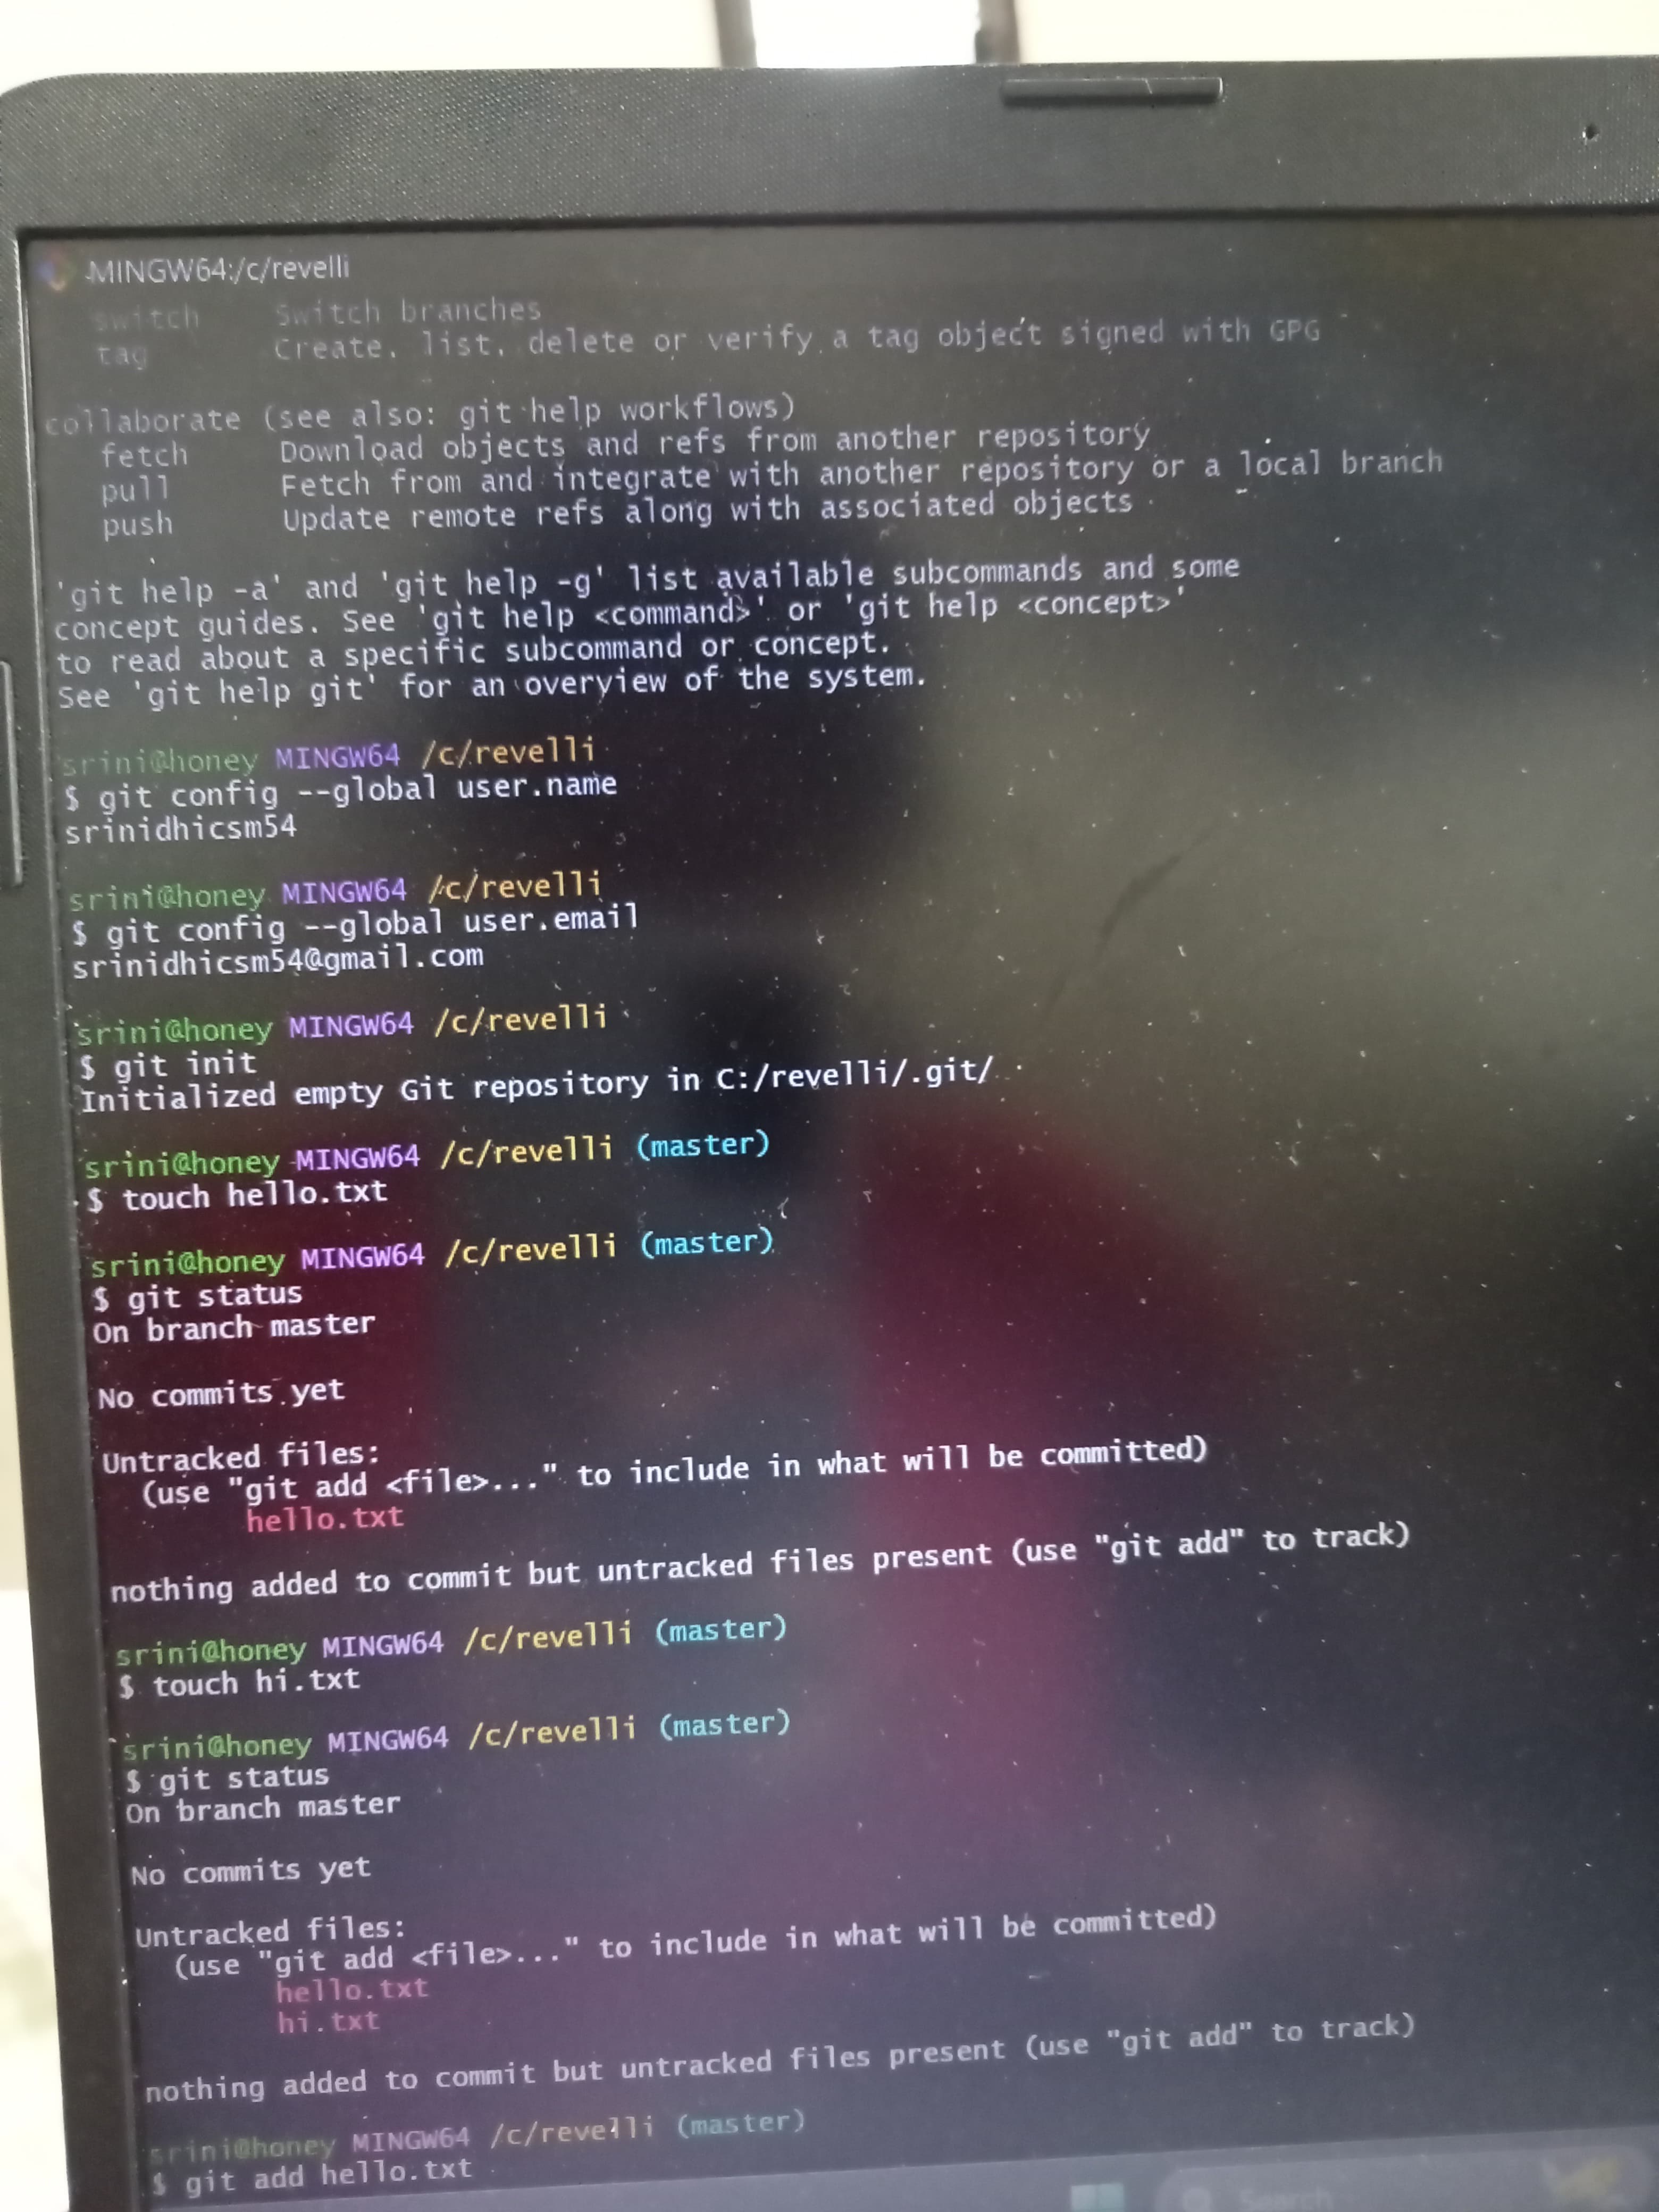 MINGW64:/c/revelli
switch Switch branches
tag Create, list, delete or verify a tag object signed with GPG
collaborate (see also: git help workflows)
fetch Download objects and refs from another repository
pull Fetch from and integrate with another repository or a local branch
push Update remote refs along with associated objects
'git help -a' and 'git help -g' list available subcommands and some
concept guides. See 'git help <command>' or 'git help <concept>'
to read about a specific subcommand or concept.
See 'git help git' for an overview of the system.
srini@honey MINGW64 /c/revelli
$ git config --global user.name
srinidhicsm54
srini@honey MINGW64 /c/revelli
$ git config --global user.email
srinidhicsm54@gmail.com
srini@honey MINGW64 /c/revelli
$ git init
Initialized empty Git repository in C:/revelli/.git/
srini@honey MINGW64 /c/revelli (master)
$ touch hello.txt
srini@honey MINGW64 /c/revelli (master)
$ git status
On branch master
No commits yet
Untracked files:
(use "git add <file>..." to include in what will be committed)
hello.txt
nothing added to commit but untracked files present (use "git add" to track)
srini@honey MINGW64 /c/revelli (master)
$ touch hi.txt
srini@honey MINGW64 /c/revelli (master)
$ git status
On branch master
No commits yet
Untracked files:
(use "git add <file>..." to include in what will be committed)
hello.txt
hi.txt
nothing added to commit but untracked files present (use "git add" to track)
srini@honey MINGW64 /c/revelli (master)
$ git add hello.txt
Search